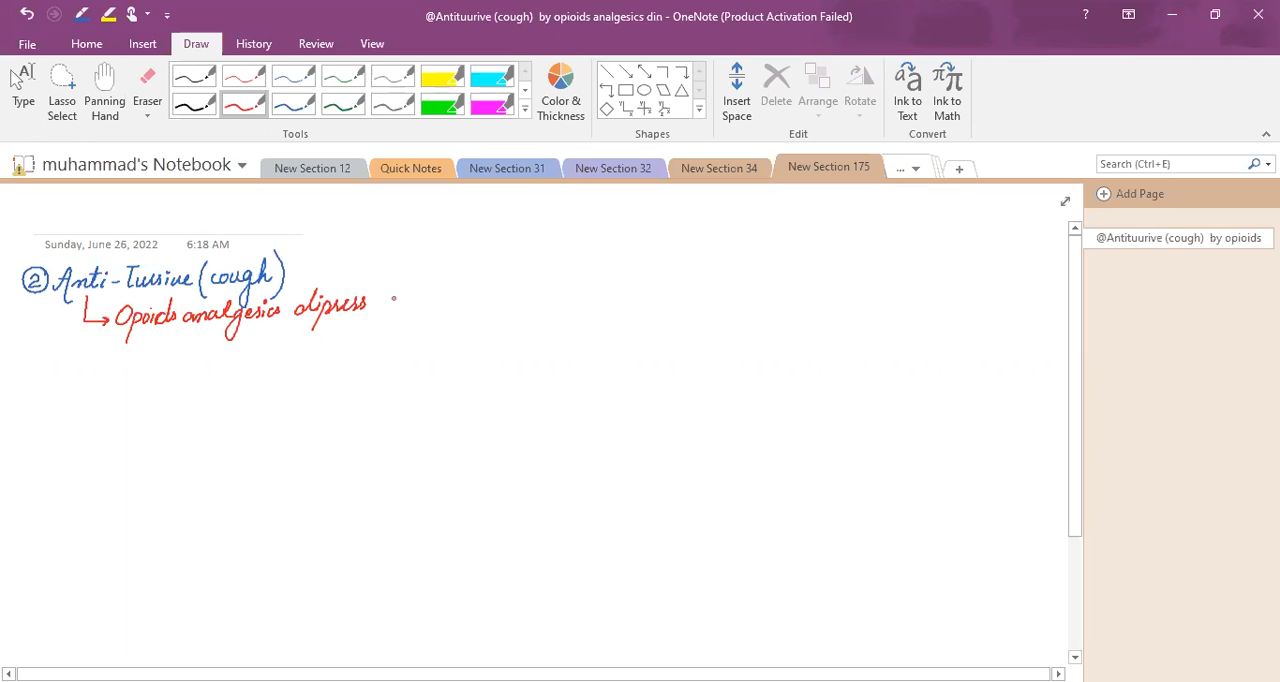 @Antituurive (cough)  by opioids analgesics din - OneNote (Product Activation Failed)
?
File
Home
Insert
Draw
History
Review
View
Type
Lasso Select
Panning Hand
Eraser
Color & Thickness
Insert Space
Delete
Arrange
Rotate
Ink to Text
Ink to Math
Tools
Shapes
Edit
Convert
muhammad's Notebook
New Section 12
Quick Notes
New Section 31
New Section 32
New Section 34
New Section 175
...
Search (Ctrl+E)
Add Page
@Antituurive (cough)  by opioids
Sunday, June 26, 2022
6:18 AM
② Anti-Tussive (cough)
↳ Opoids analgesics dipress